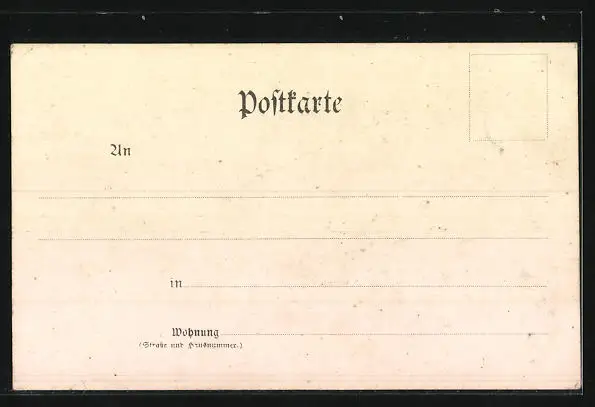 Poſtkarte
An
in
Wohnung
(Straße und Hausnummer.)